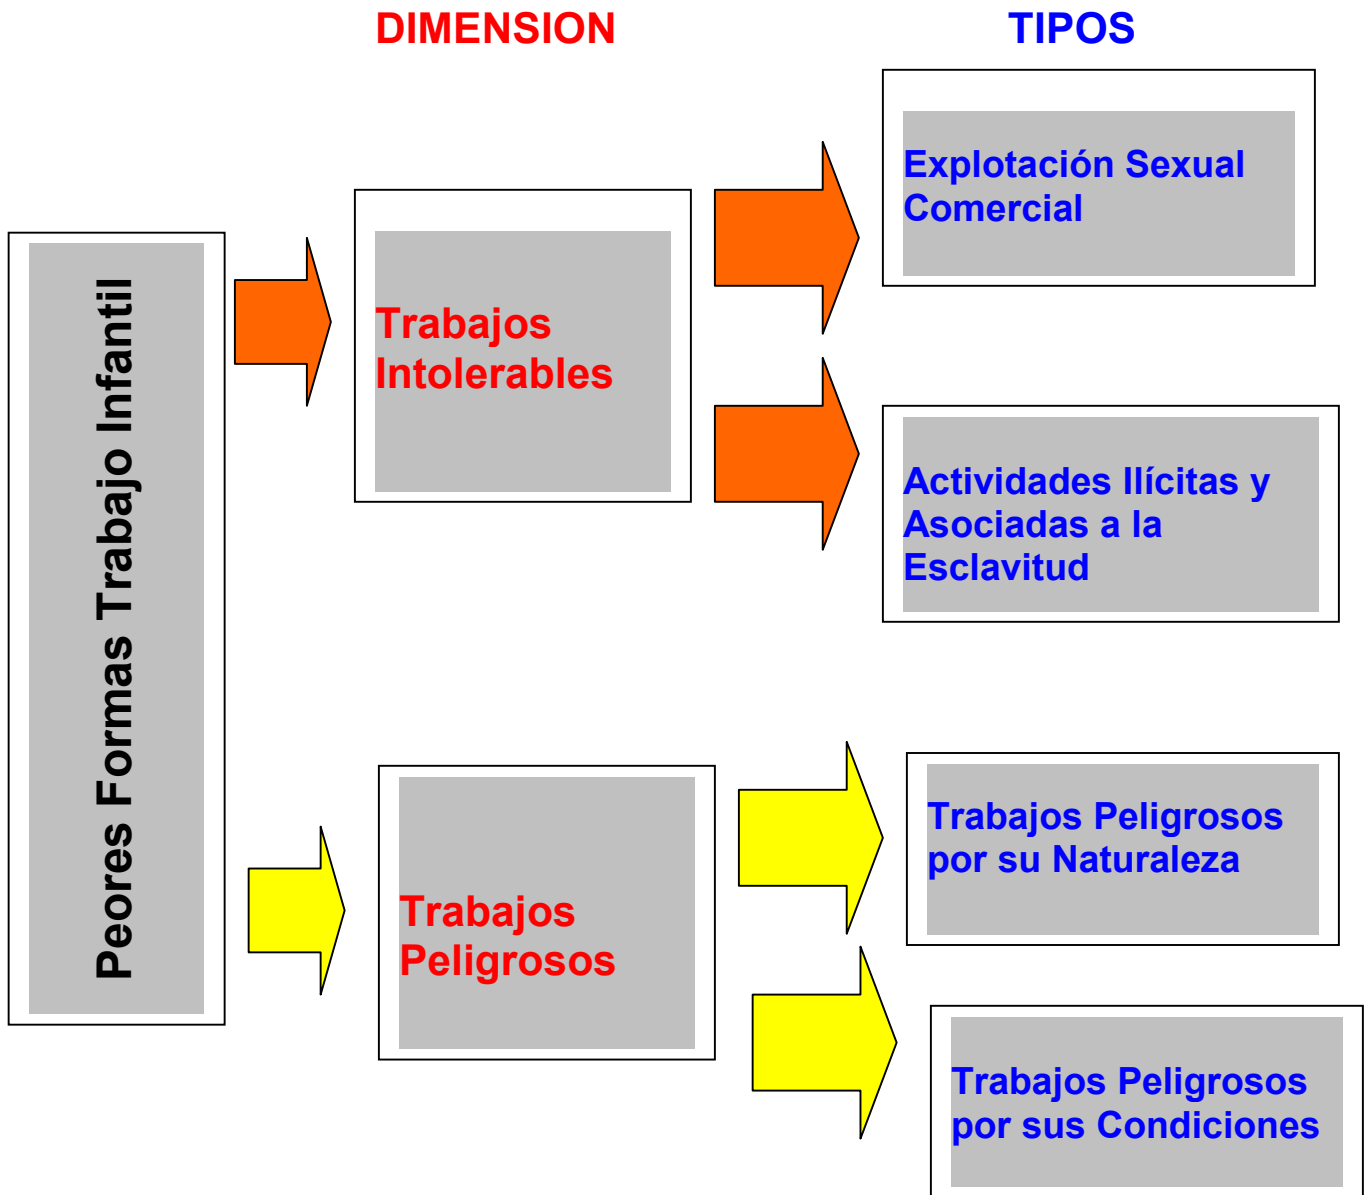 DIMENSION
TIPOS
Peores Formas Trabajo Infantil
Trabajos
Intolerables
Explotación Sexual
Comercial
Actividades Ilícitas y
Asociadas a la
Esclavitud
Trabajos
Peligrosos
Trabajos Peligrosos
por su Naturaleza
Trabajos Peligrosos
por sus Condiciones